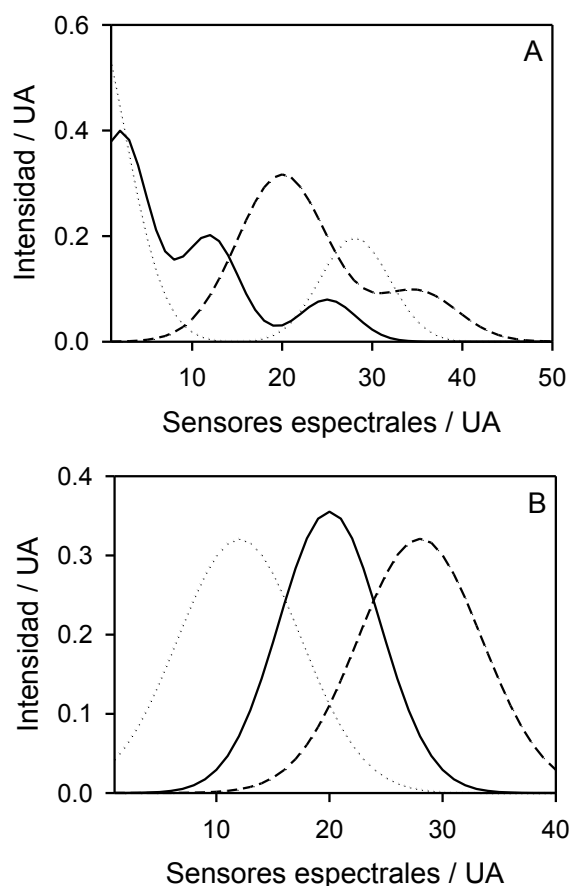 0.6
A
0.4
0.2
0.0
Intensidad / UA
10 20 30 40 50
Sensores espectrales / UA
0.4
B
0.3
0.2
0.1
0.0
Intensidad / UA
10 20 30 40
Sensores espectrales / UA